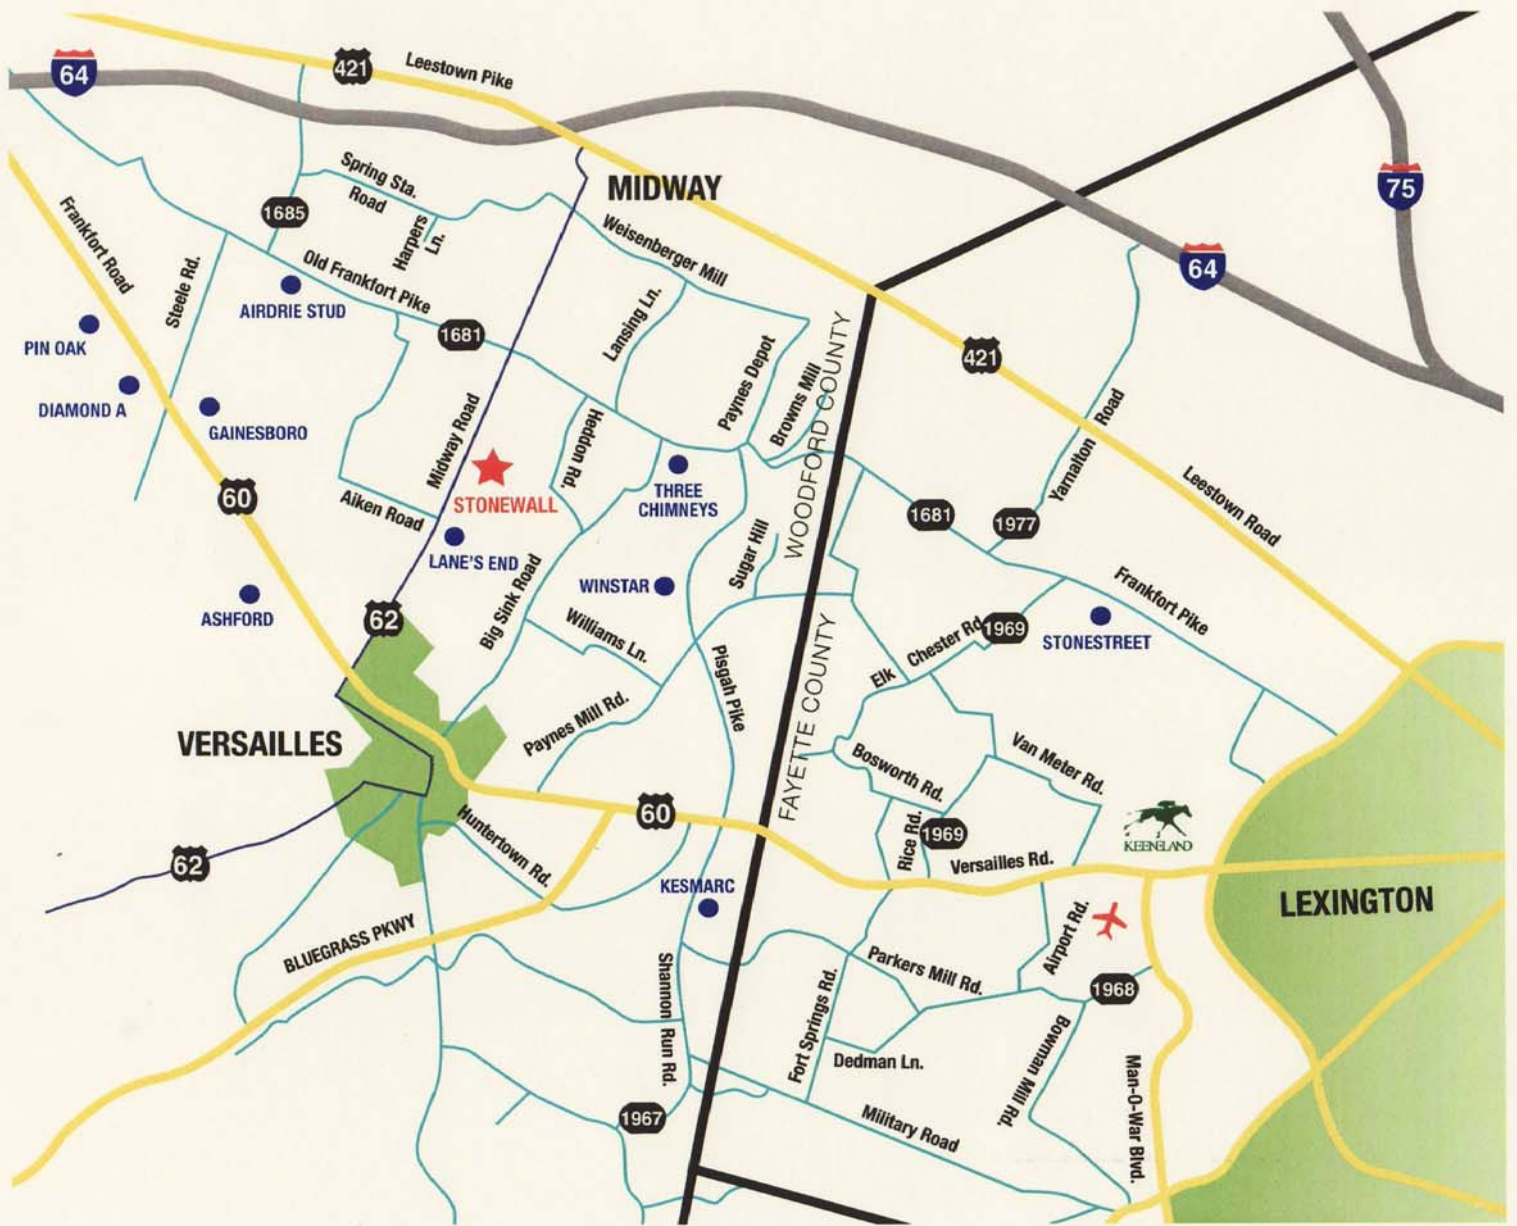 64
421
Leestown Pike
MIDWAY
75
64
Spring Sta.
Road
Harpers
Ln.
1685
Weisenberger Mill
Frankfort Road
Steele Rd.
Old Frankfort Pike
AIRDRIE STUD
1681
Lansing Ln.
PIN OAK
DIAMOND A
GAINESBORO
Paynes Depot
Browns Mill
WOODFORD COUNTY
421
Yarnalton Road
Leestown Road
Midway Road
Heddon Rd.
STONEWALL
THREE
CHIMNEYS
60
Aiken Road
LANE'S END
1681
1977
Sugar Hill
Big Sink Road
WINSTAR
ASHFORD
62
Williams Ln.
Frankfort Pike
STONESTREET
1969
Elk Chester Rd.
Pisgah Pike
FAYETTE COUNTY
Paynes Mill Rd.
VERSAILLES
Bosworth Rd.
Van Meter Rd.
60
Huntertown Rd.
Rice Rd.
1969
Versailles Rd.
KEENELAND
62
KESMARC
LEXINGTON
BLUEGRASS PKWY
Airport Rd.
Shannon Run Rd.
Parkers Mill Rd.
1968
Fort Springs Rd.
Dedman Ln.
Bowman Mill Rd.
Man-O-War Blvd.
1967
Military Road